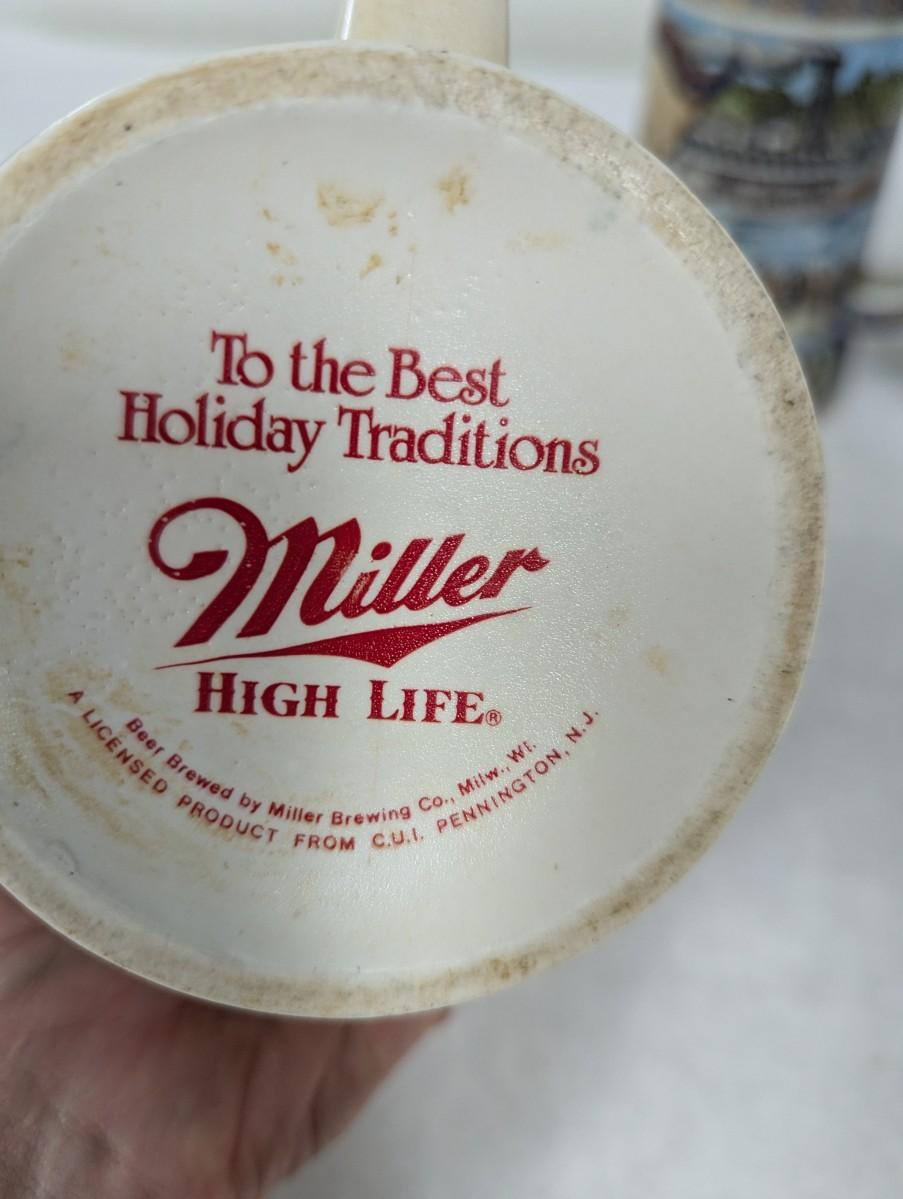 To the Best
Holiday Traditions
Miller
HIGH LIFE®
Beer Brewed by Miller Brewing Co., Milw., WI.
A LICENSED PRODUCT FROM C.U.I. PENNINGTON, N.J.